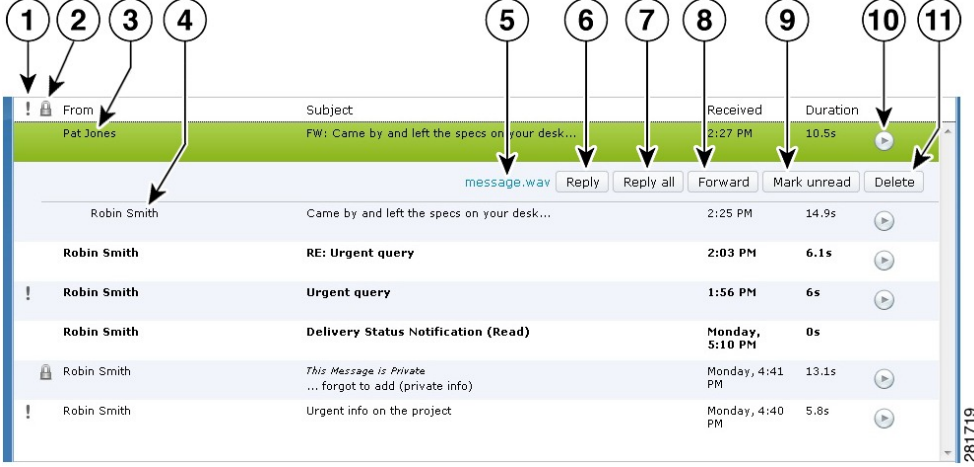 1 2 3 4 5 6 7 8 9 10 11
! From Subject Received Duration
Pat Jones FW: Came by and left the specs on your desk... 2:27 PM 10.5s
message.wav Reply Reply all Forward Mark unread Delete
Robin Smith Came by and left the specs on your desk... 2:25 PM 14.9s
Robin Smith RE: Urgent query 2:03 PM 6.1s
! Robin Smith Urgent query 1:56 PM 6s
Robin Smith Delivery Status Notification (Read) Monday, 0s
5:10 PM
Robin Smith This Message is Private Monday, 4:41 13.1s
... forgot to add (private info) PM
! Robin Smith Urgent info on the project Monday, 4:40 5.8s
PM
281719